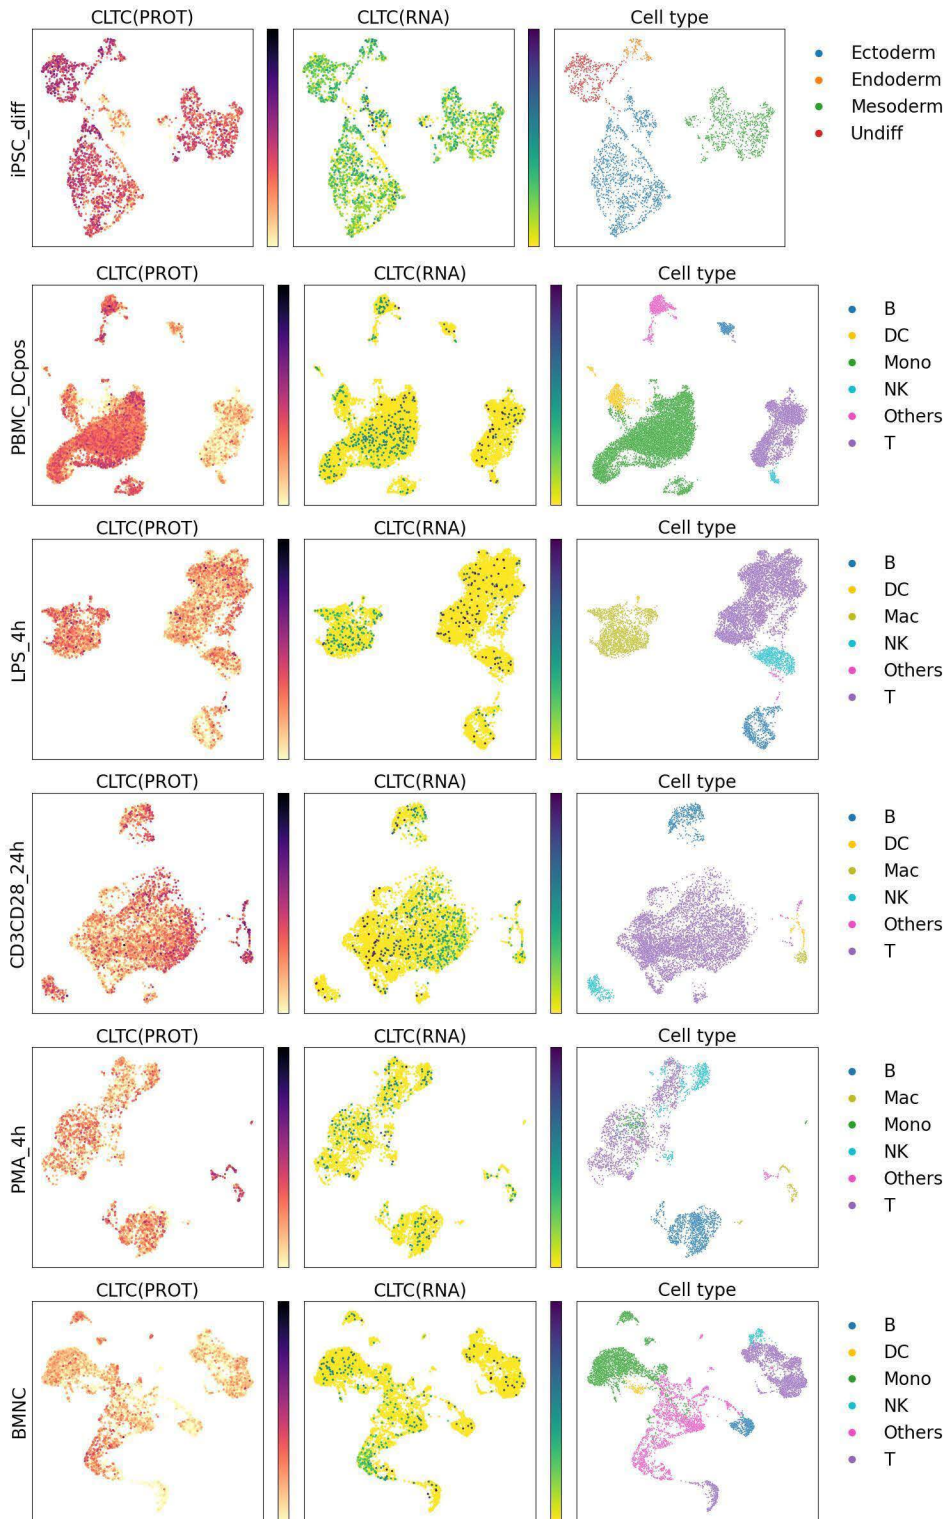 CLTC(PROT) CLTC(RNA) Cell type
iPSC_diff
Ectoderm
Endoderm
Mesoderm
Undiff
CLTC(PROT) CLTC(RNA) Cell type
PBMC_DCpos
B
DC
Mono
NK
Others
T
CLTC(PROT) CLTC(RNA) Cell type
LPS_4h
B
DC
Mac
NK
Others
T
CLTC(PROT) CLTC(RNA) Cell type
CD3CD28_24h
B
DC
Mac
NK
Others
T
CLTC(PROT) CLTC(RNA) Cell type
PMA_4h
B
Mac
Mono
NK
Others
T
CLTC(PROT) CLTC(RNA) Cell type
BMNC
B
DC
Mono
NK
Others
T